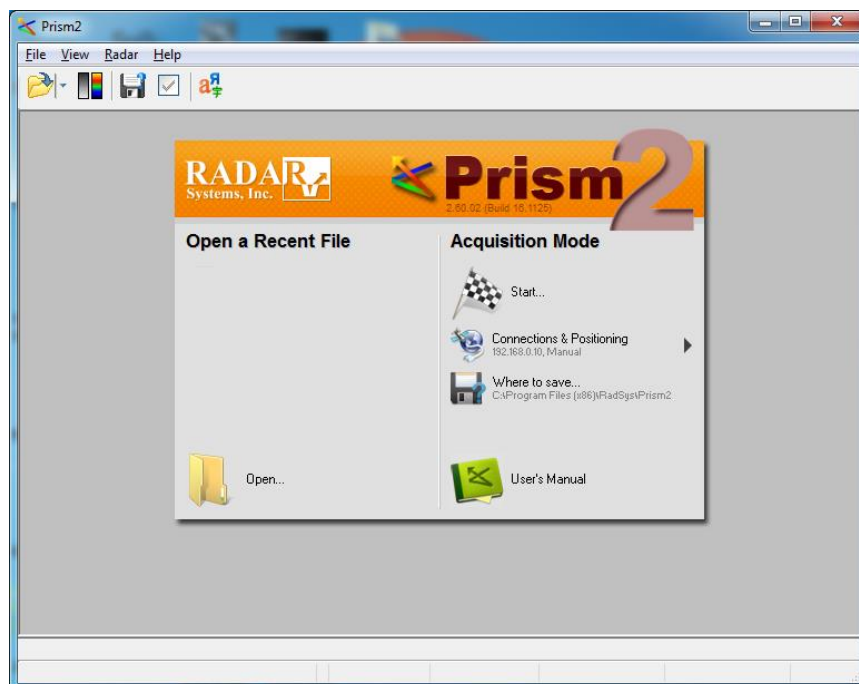 Prism2
File View Radar Help
RADAR
Systems, Inc.
Prism 2
2.60.02 (Build 16.1125)
Open a Recent File
Acquisition Mode
Start...
Connections & Positioning
192.168.0.10, Manual
Where to save...
C:\Program Files (x86)\RadSys\Prism2
Open...
User's Manual